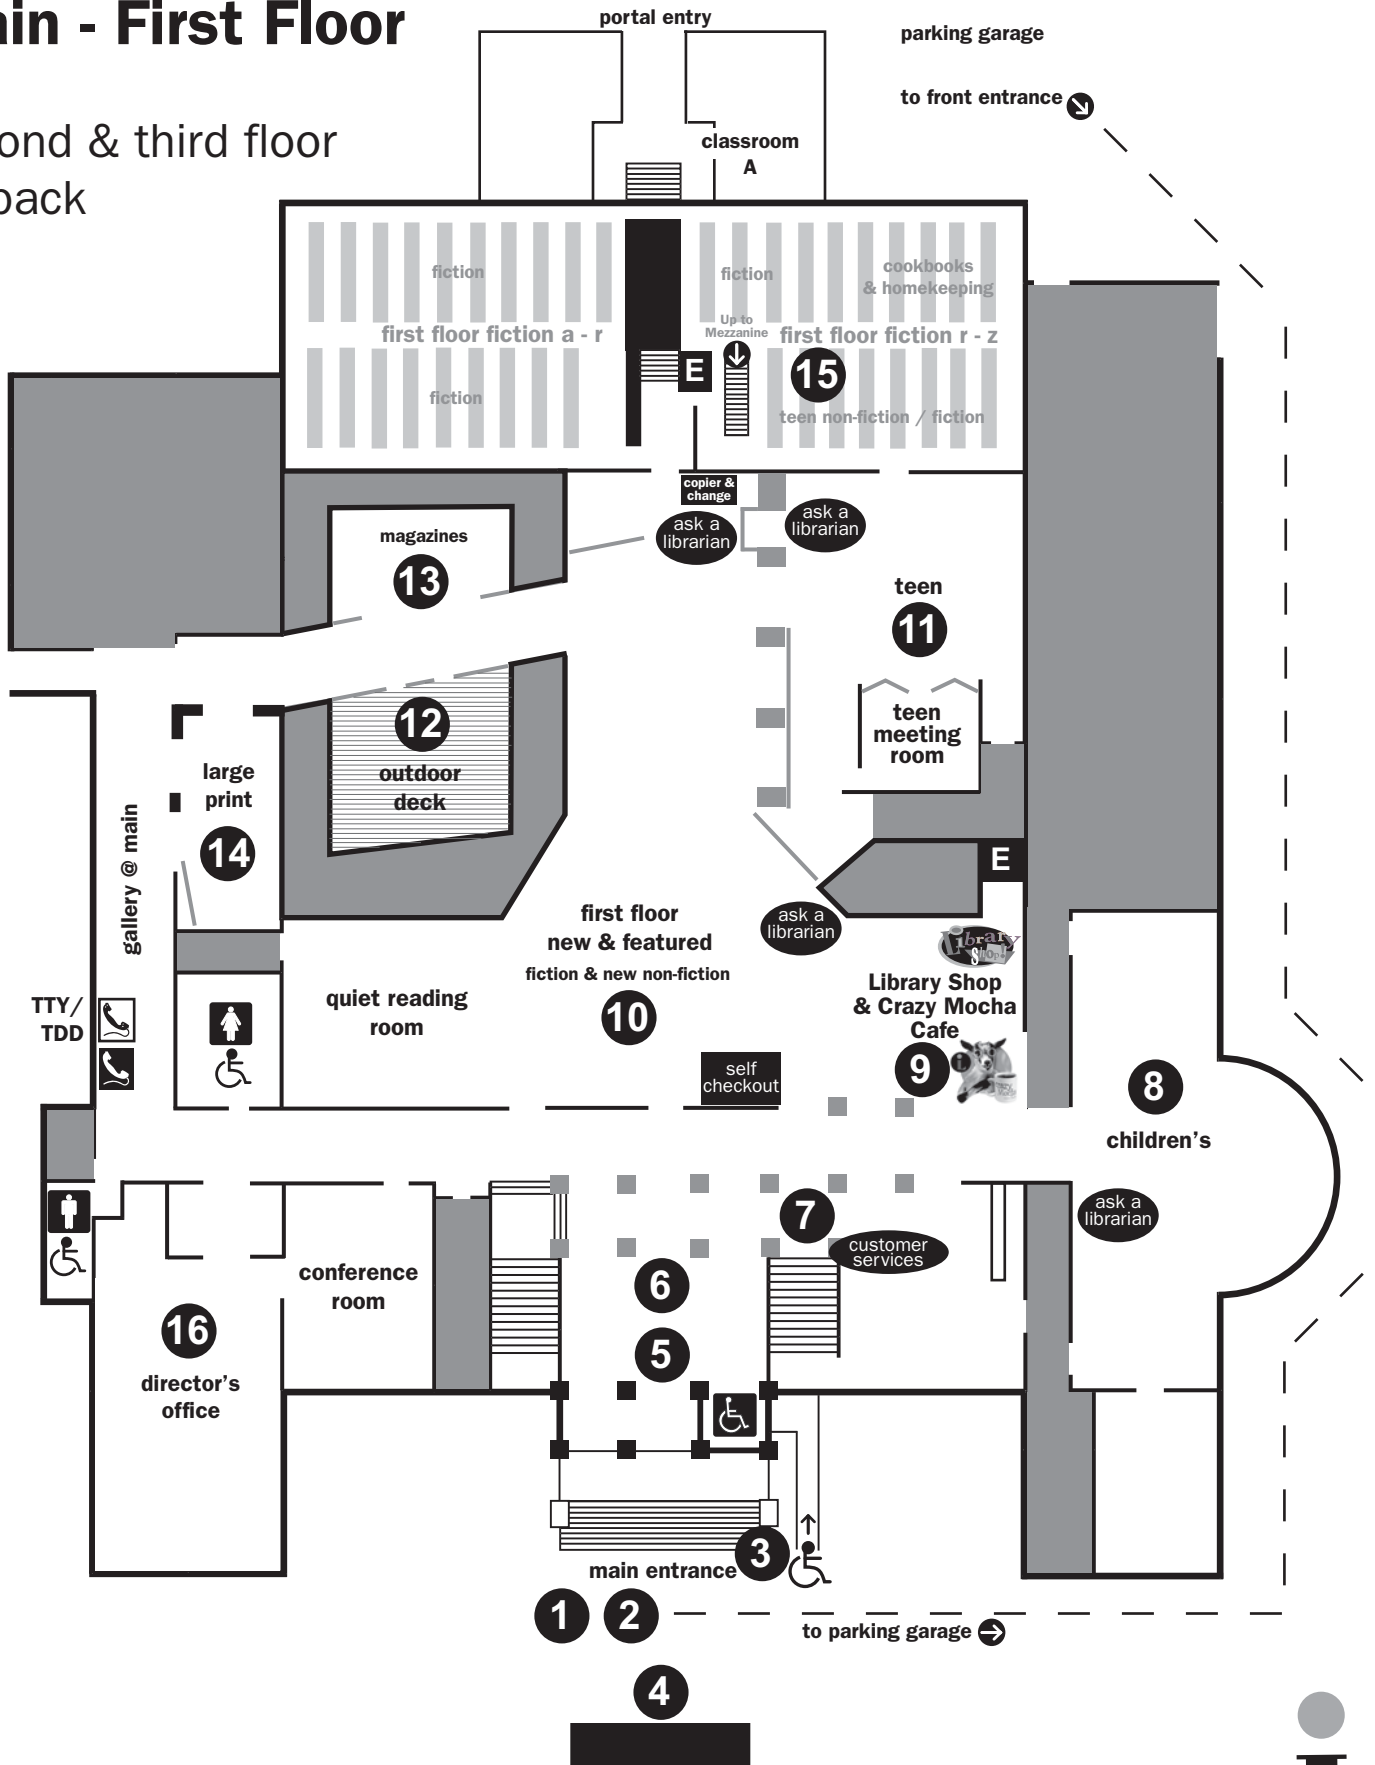 ain - First Floor
ond & third floor
back
portal entry
parking garage
to front entrance
classroom
A
fiction
fiction
cookbooks
& homekeeping
Up to
Mezzanine
first floor fiction a - r
first floor fiction r - z
E
15
fiction
teen non-fiction / fiction
copier &
change
ask a
librarian
ask a
librarian
magazines
13
teen
11
12
outdoor
deck
teen
meeting
room
large
print
14
gallery @ main
E
first floor
new & featured
fiction & new non-fiction
10
ask a
librarian
Library
Shop!
Library Shop
& Crazy Mocha
Cafe
9
quiet reading
room
TTY/
TDD
self
checkout
8
children's
ask a
librarian
7
customer
services
6
5
conference
room
16
director's
office
main entrance
3
1
2
to parking garage
4